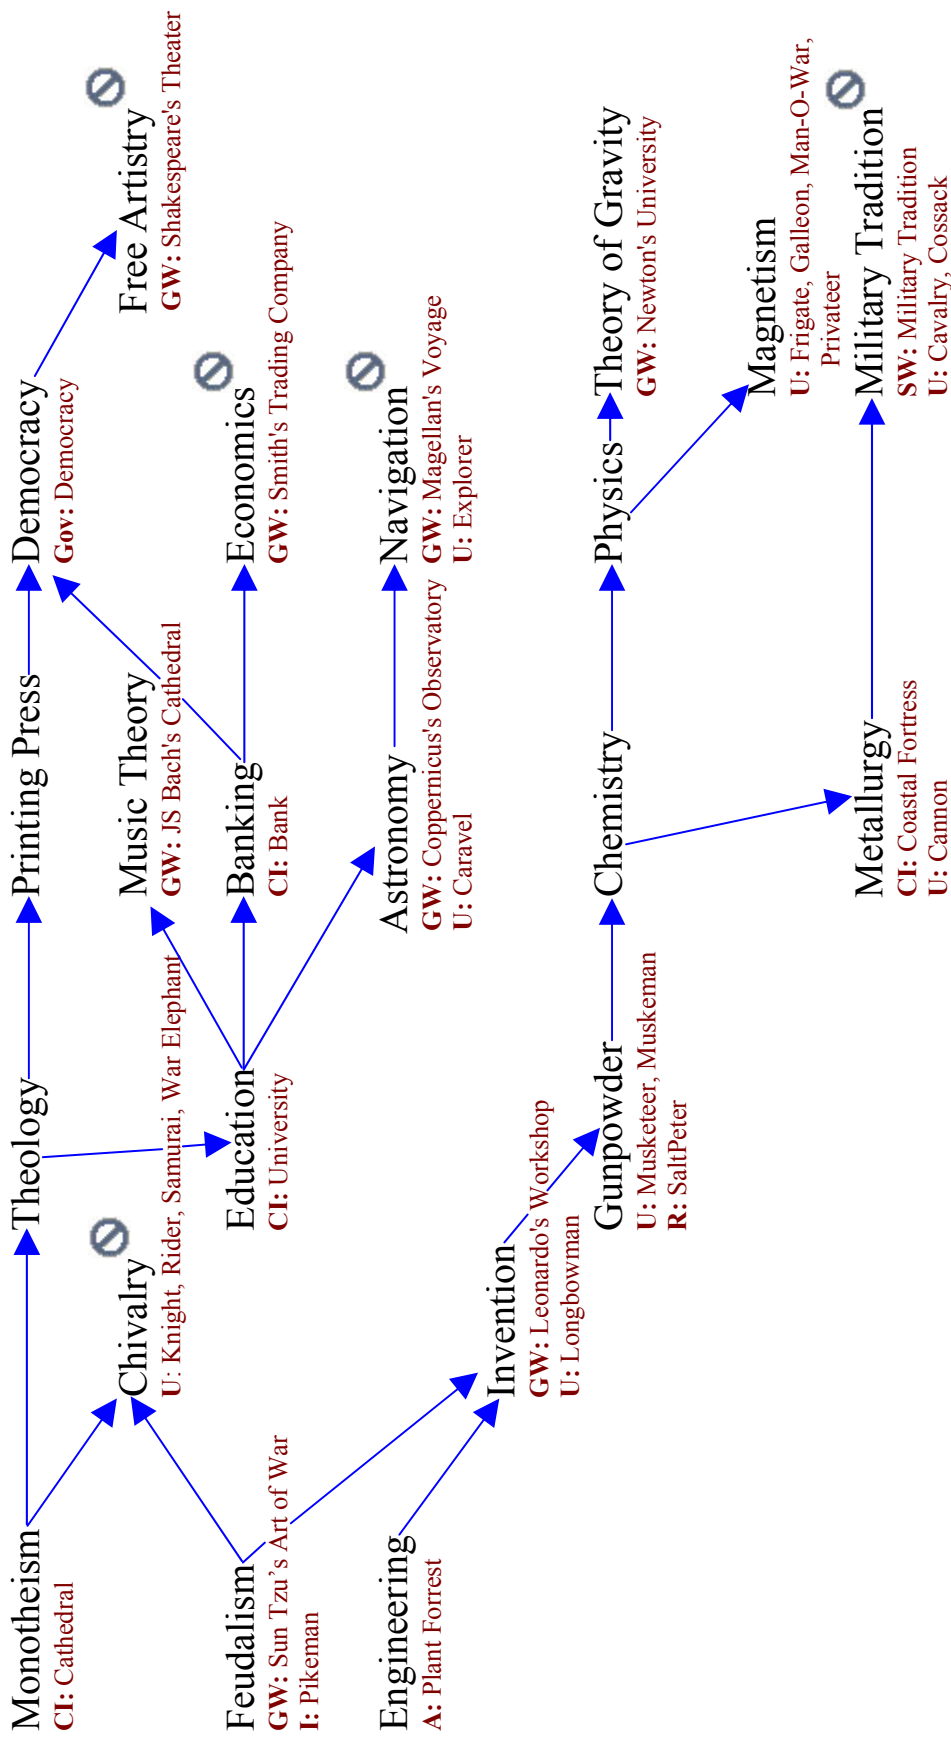 Monotheism
CI: Cathedral
Theology
Printing Press
Democracy
Gov: Democracy
Chivalry
U: Knight, Rider, Samurai, War Elephant
Music Theory
GW: JS Bach's Cathedral
Free Artistry
GW: Shakespeare's Theater
Feudalism
GW: Sun Tzu's Art of War
I: Pikeman
Education
CI: University
Banking
CI: Bank
Economics
GW: Smith's Trading Company
Engineering
A: Plant Forrest
Astronomy
GW: Coppernicus's Observatory
U: Caravel
Navigation
GW: Magellan's Voyage
U: Explorer
Invention
GW: Leonardo's Workshop
U: Longbowman
Gunpowder
U: Musketeer, Muskeman
R: SaltPeter
Chemistry
Physics
Theory of Gravity
GW: Newton's University
Magnetism
U: Frigate, Galleon, Man-O-War,
Privateer
Metallurgy
CI: Coastal Fortress
U: Cannon
Military Tradition
SW: Military Tradition
U: Cavalry, Cossack